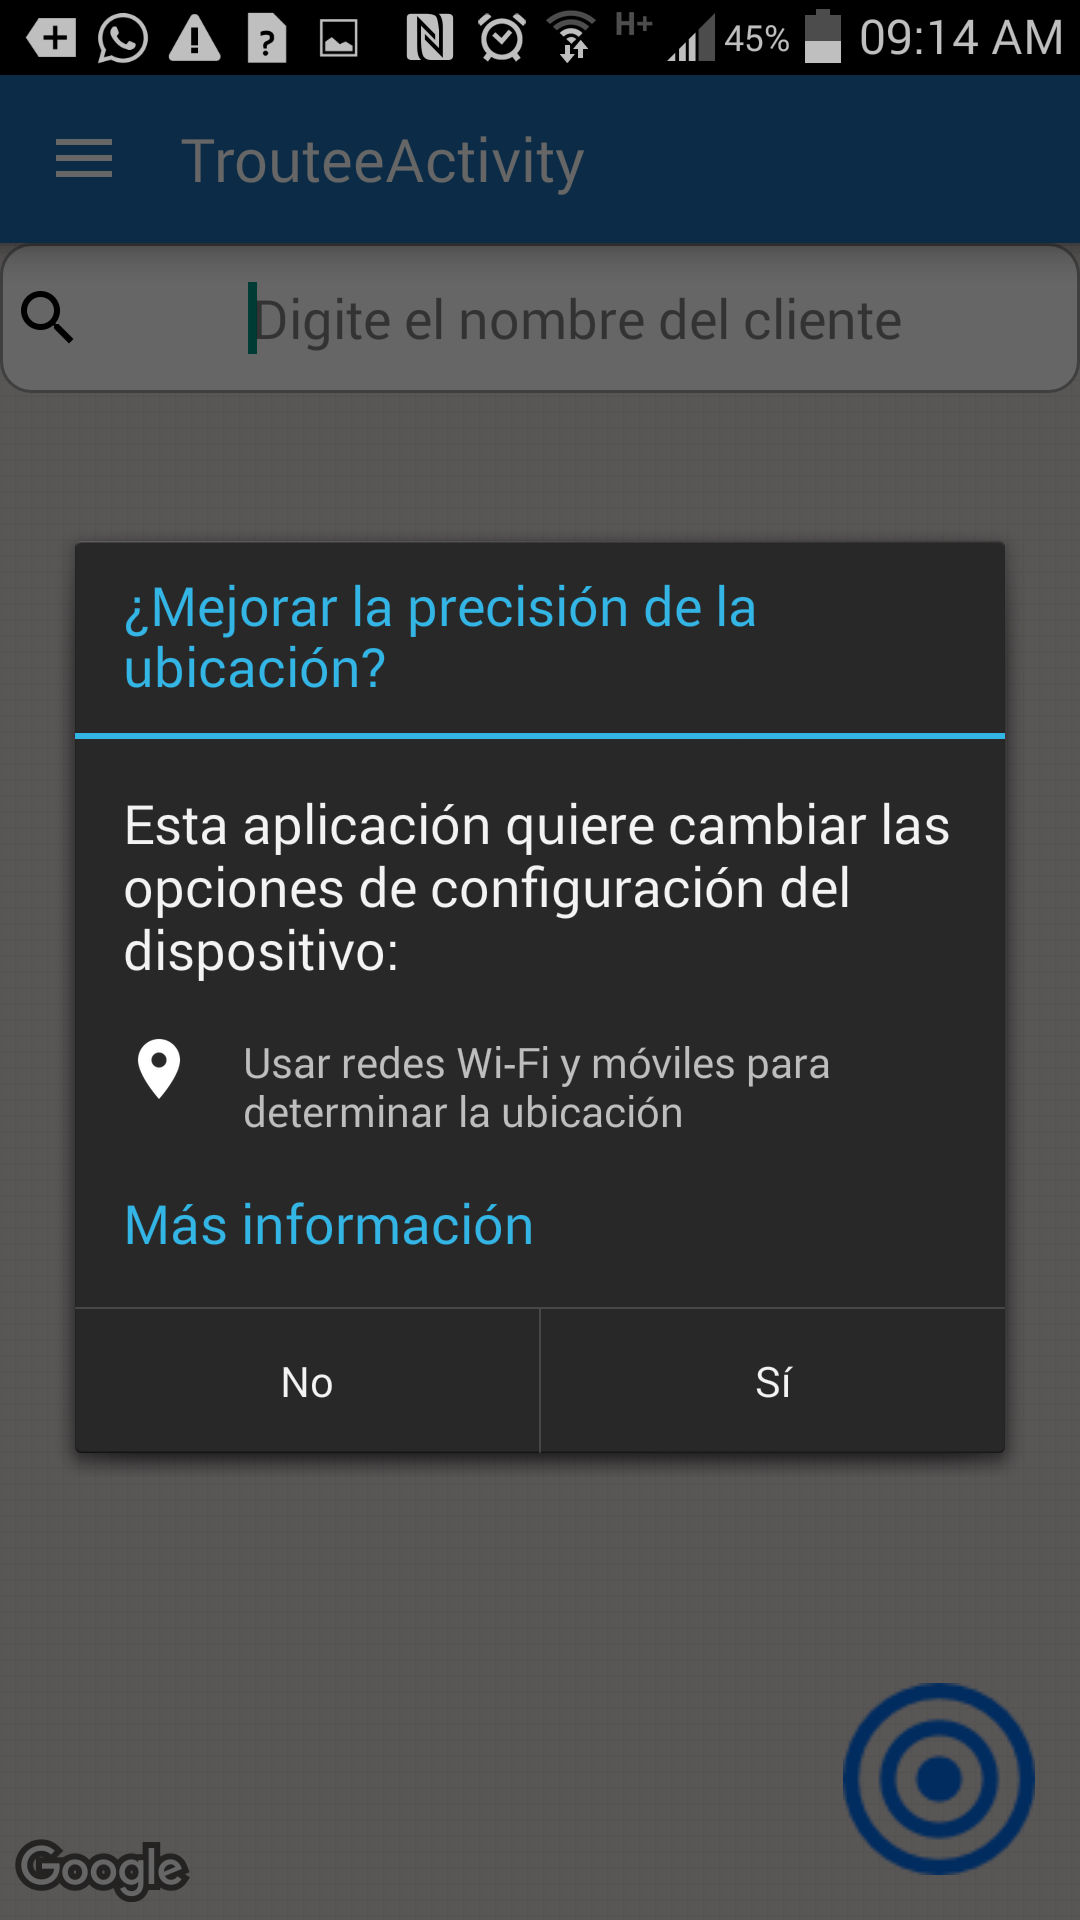 H+ 45% 09:14 AM
TrouteeActivity
Digite el nombre del cliente
¿Mejorar la precisión de la
ubicación?
Esta aplicación quiere cambiar las
opciones de configuración del
dispositivo:
Usar redes Wi-Fi y móviles para
determinar la ubicación
Más información
No
Sí
Google